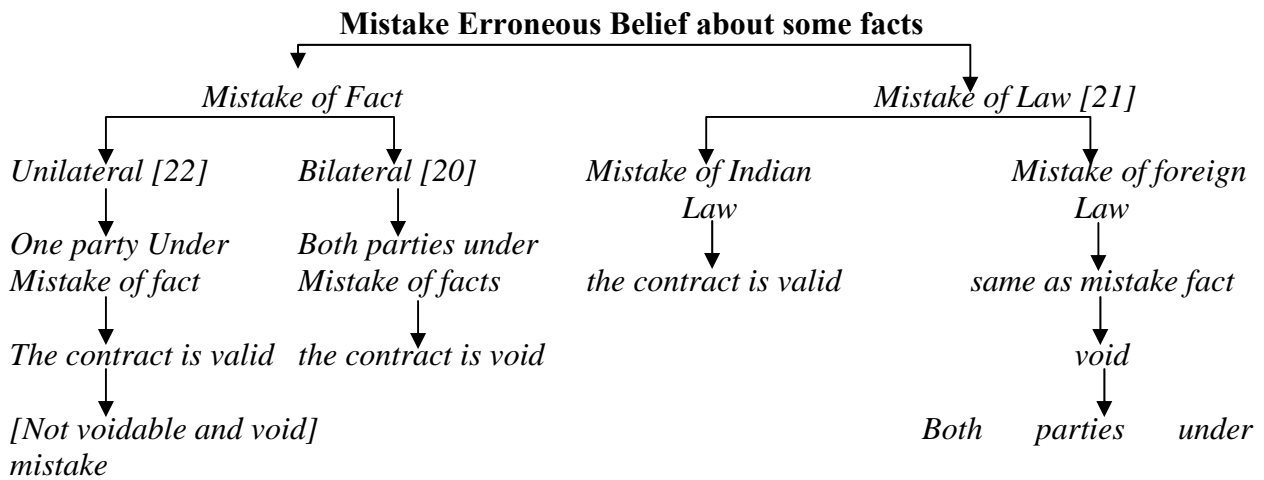 Mistake Erroneous Belief about some facts
Mistake of Fact
Mistake of Law [21]
Unilateral [22]
Bilateral [20]
Mistake of Indian
Law
Mistake of foreign
Law
One party Under
Mistake of fact
Both parties under
Mistake of facts
the contract is valid
same as mistake fact
The contract is valid
the contract is void
void
[Not voidable and void]
mistake
Both parties under